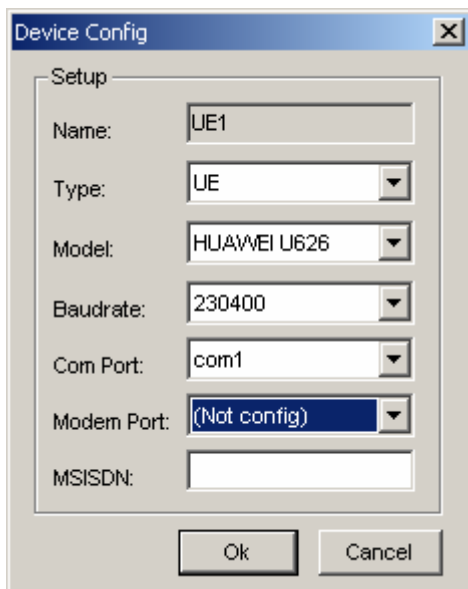 Device Config
Setup
Name: UE1
Type: UE
Model: HUAWEI U626
Baudrate: 230400
Com Port: com1
Modem Port: (Not config)
MSISDN:
Ok Cancel